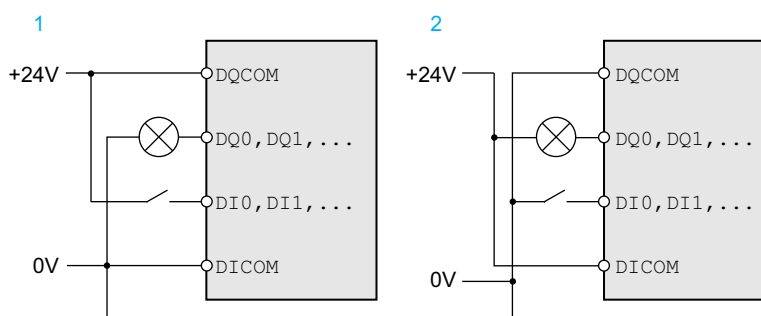 1
+24V
DQCOM
DQ0,DQ1,...
DI0,DI1,...
0V
DICOM
2
+24V
DQCOM
DQ0,DQ1,...
DI0,DI1,...
DICOM
0V